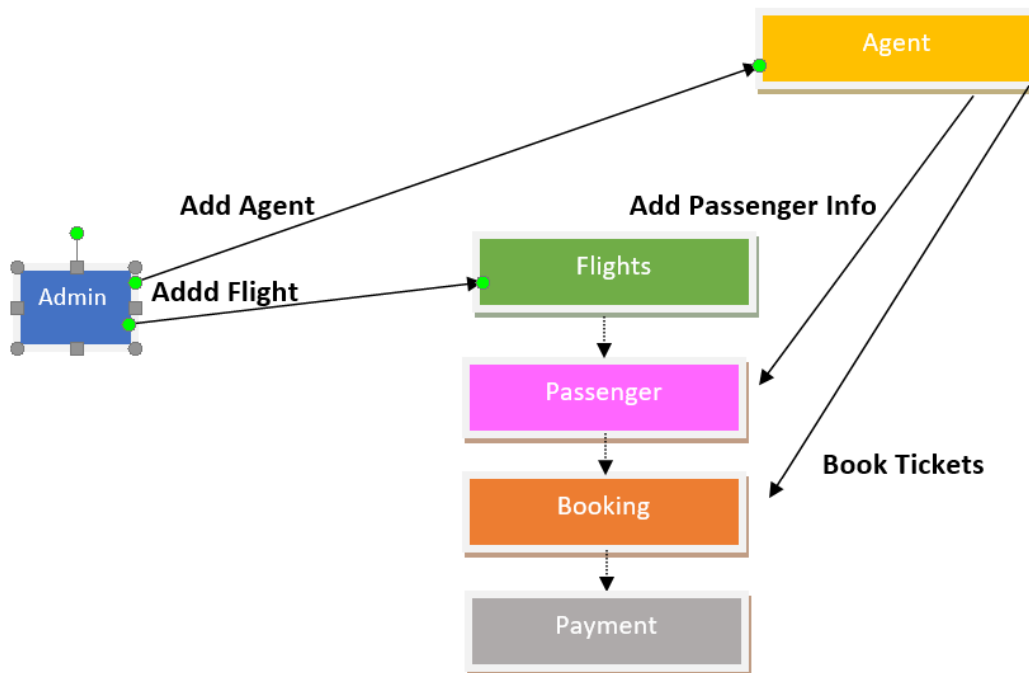 Agent
Add Agent
Add Passenger Info
Flights
Admin
Addd Flight
Passenger
Book Tickets
Booking
Payment